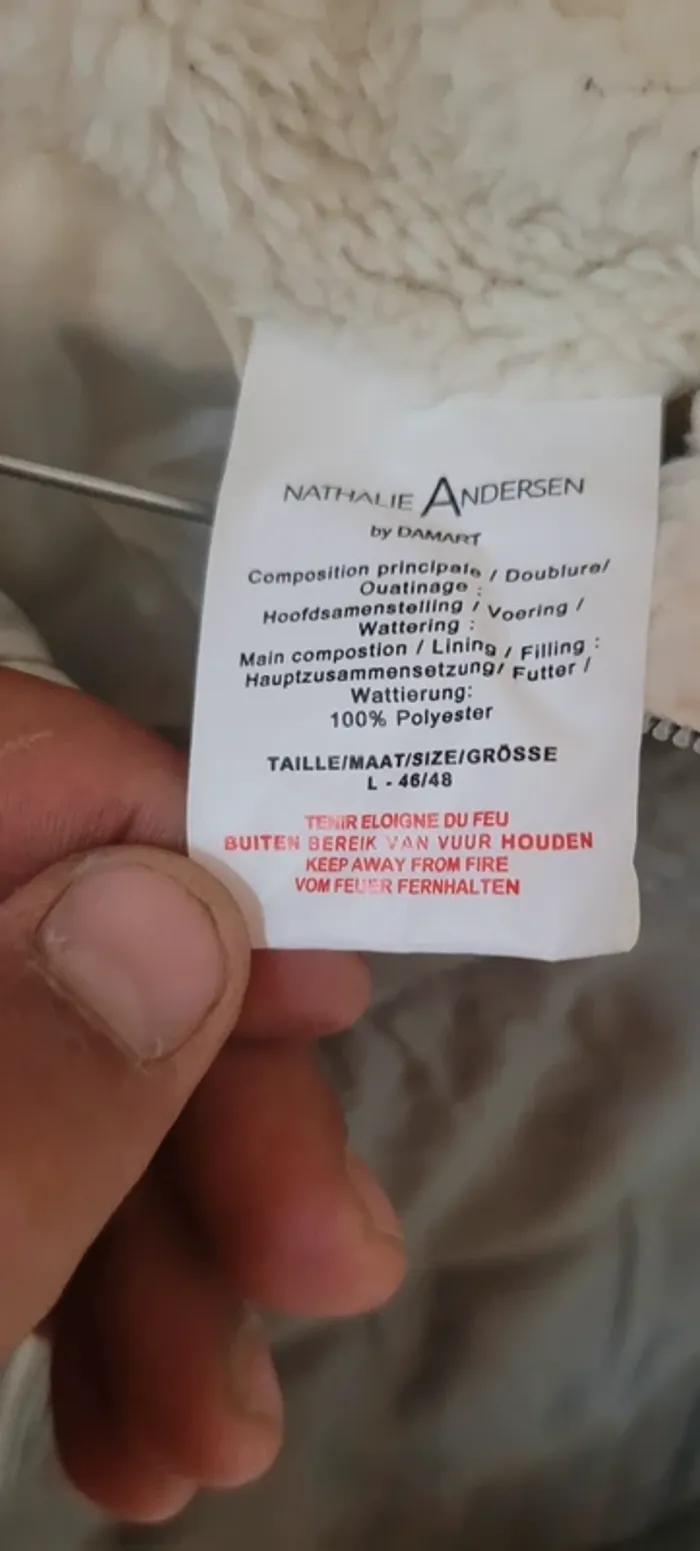 NATHALIE ANDERSEN
by DAMART
Composition principale / Doublure/
Ouatinage :
Hoofdsamenstelling / Voering /
Wattering :
Main compostion / Lining / Filling :
Hauptzusammensetzung/ Futter /
Wattierung:
100% Polyester
TAILLE/MAAT/SIZE/GRÖSSE
L - 46/48
TENIR ELOIGNE DU FEU
BUITEN BEREIK VAN VUUR HOUDEN
KEEP AWAY FROM FIRE
VOM FEUER FERNHALTEN